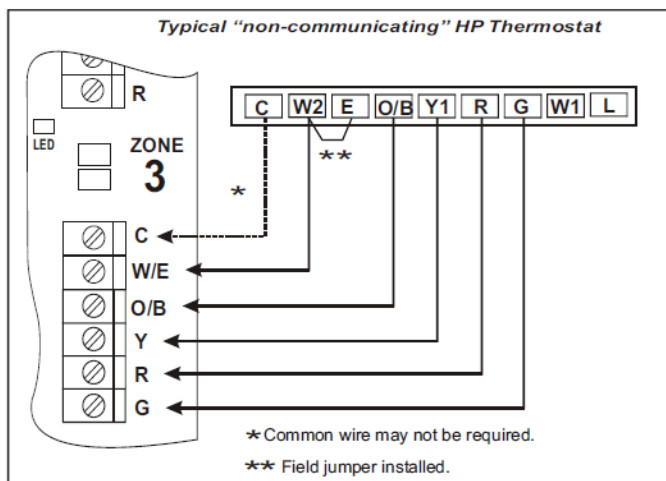 Typical “non-communicating” HP Thermostat
R
C W2 E O/B Y1 R G W1 L
LED
ZONE
3
**
*
C
W/E
O/B
Y
R
G
* Common wire may not be required.
** Field jumper installed.